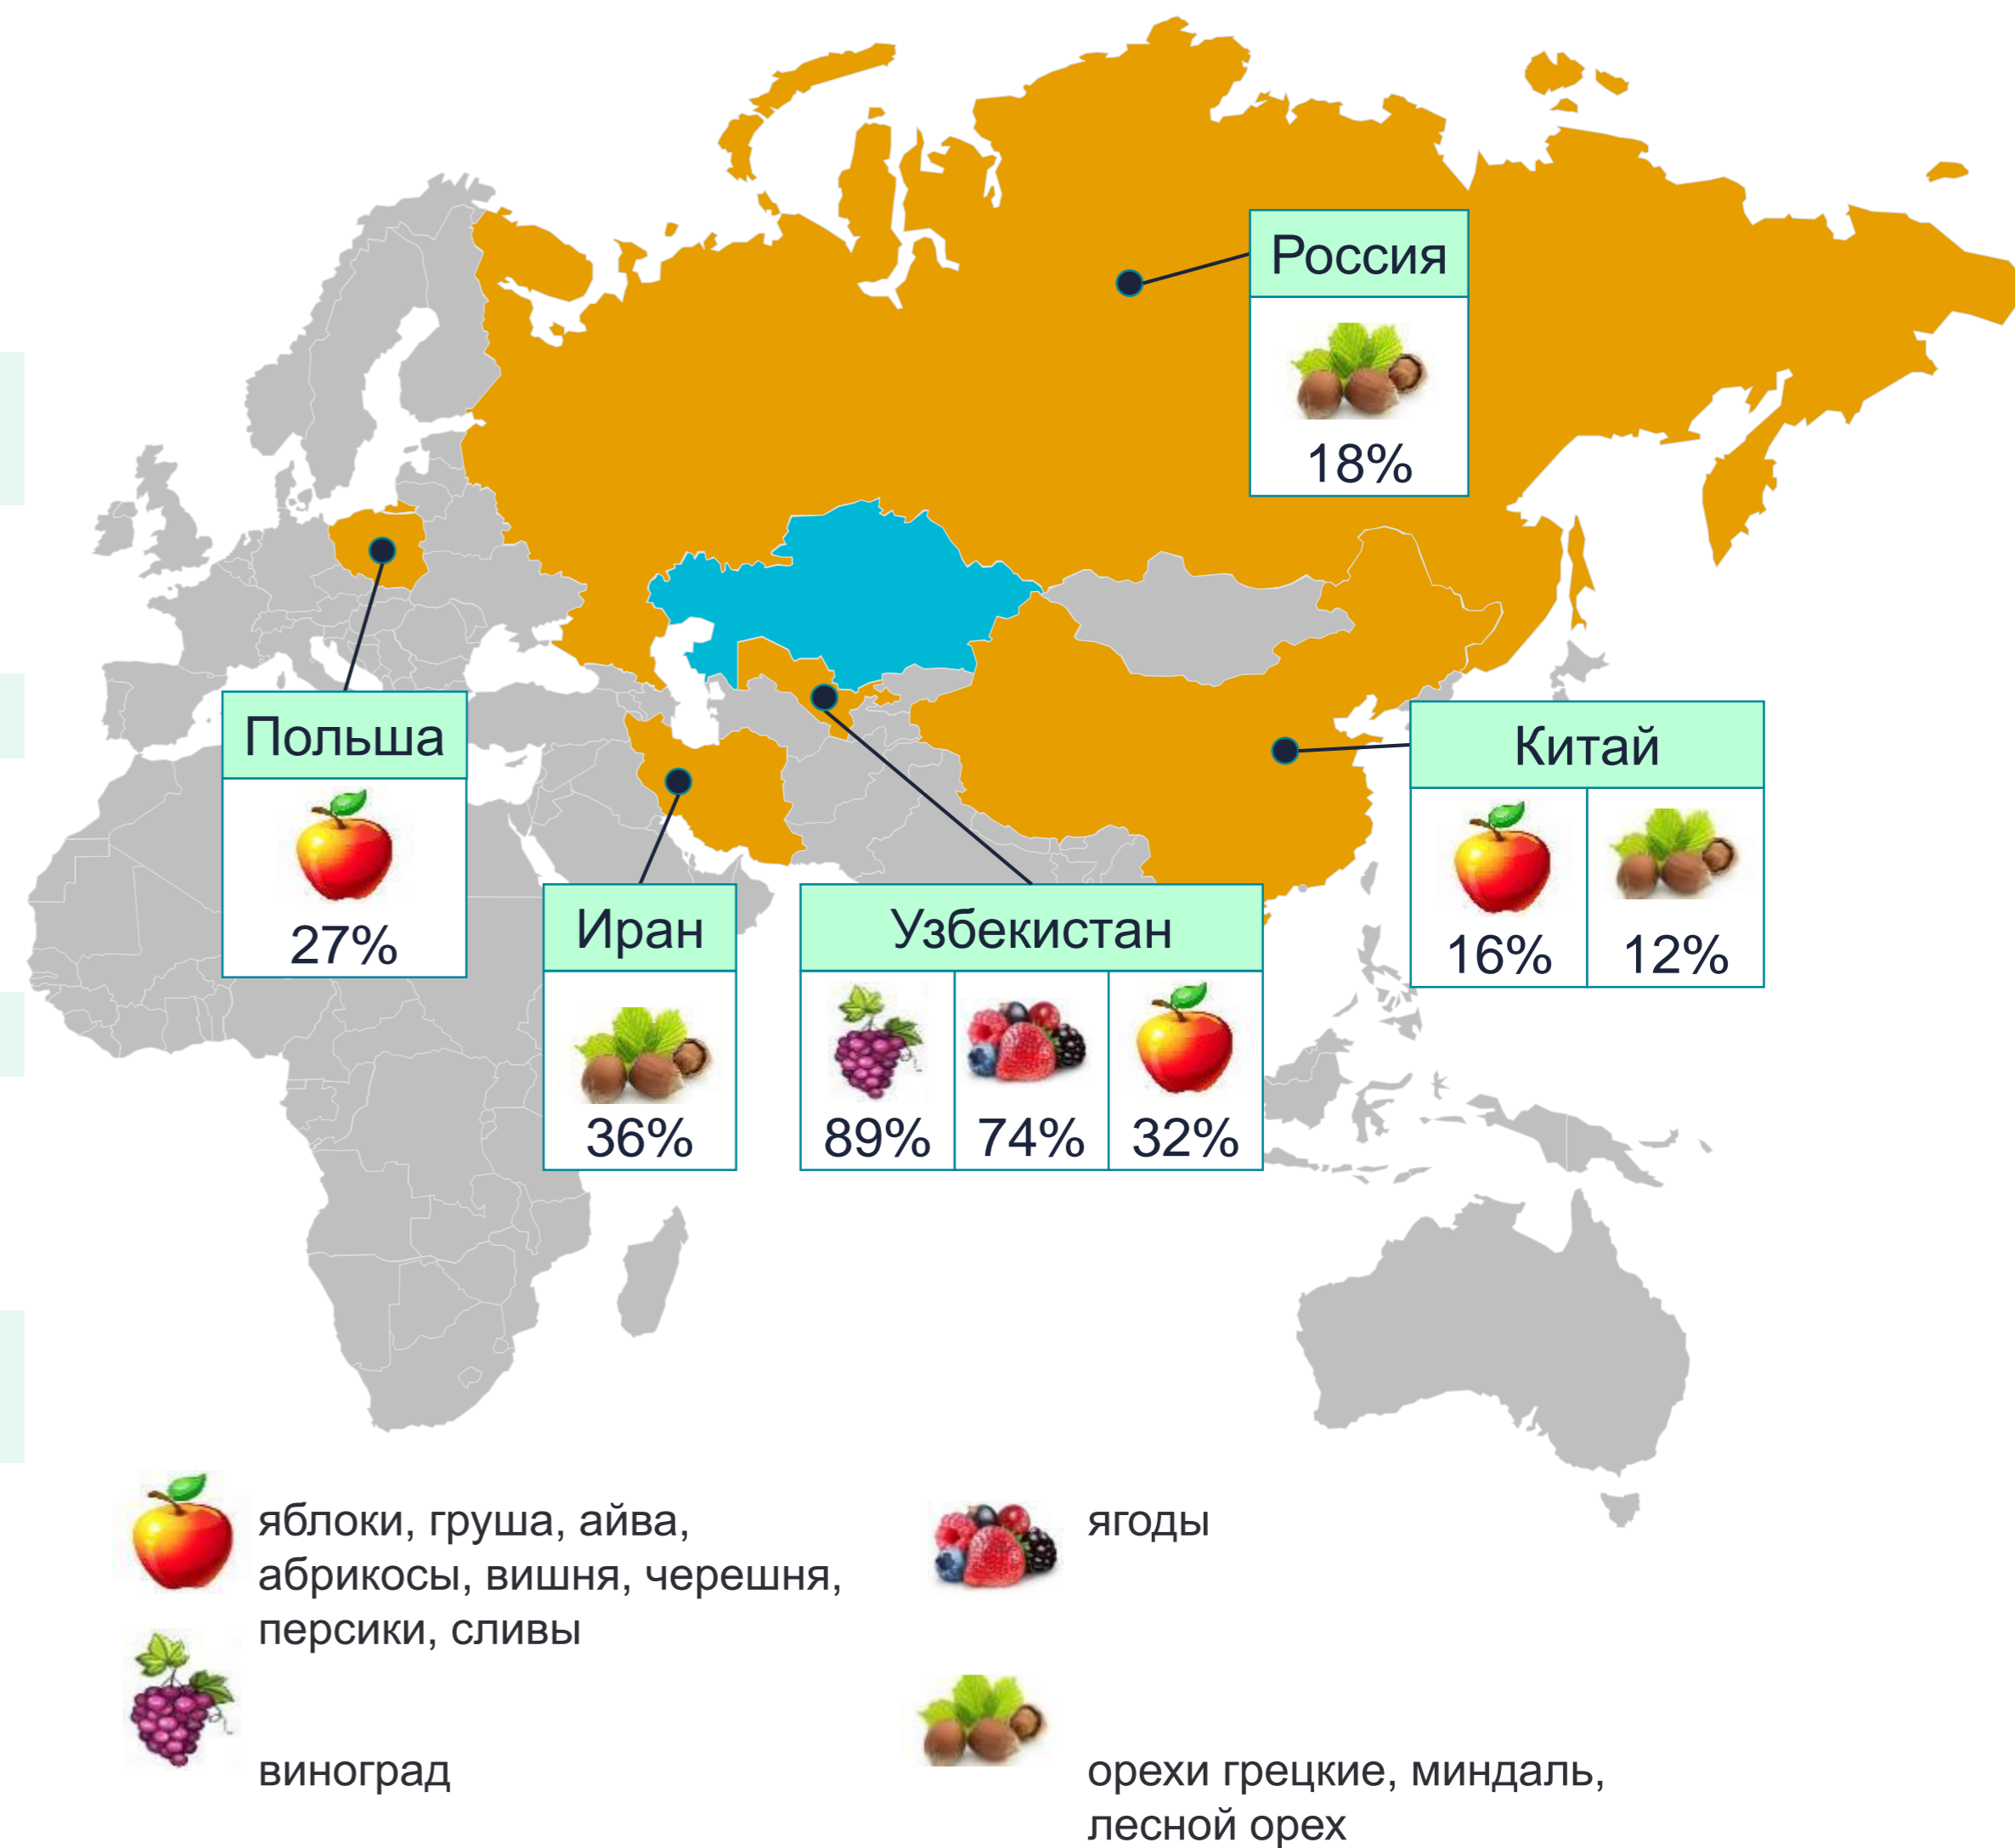 Россия
18%
Польша
27%
Иран
36%
Узбекистан
89% 74% 32%
Китай
16% 12%
яблоки, груша, айва,
абрикосы, вишня, черешня,
персики, сливы
ягоды
виноград
орехи грецкие, миндаль,
лесной орех